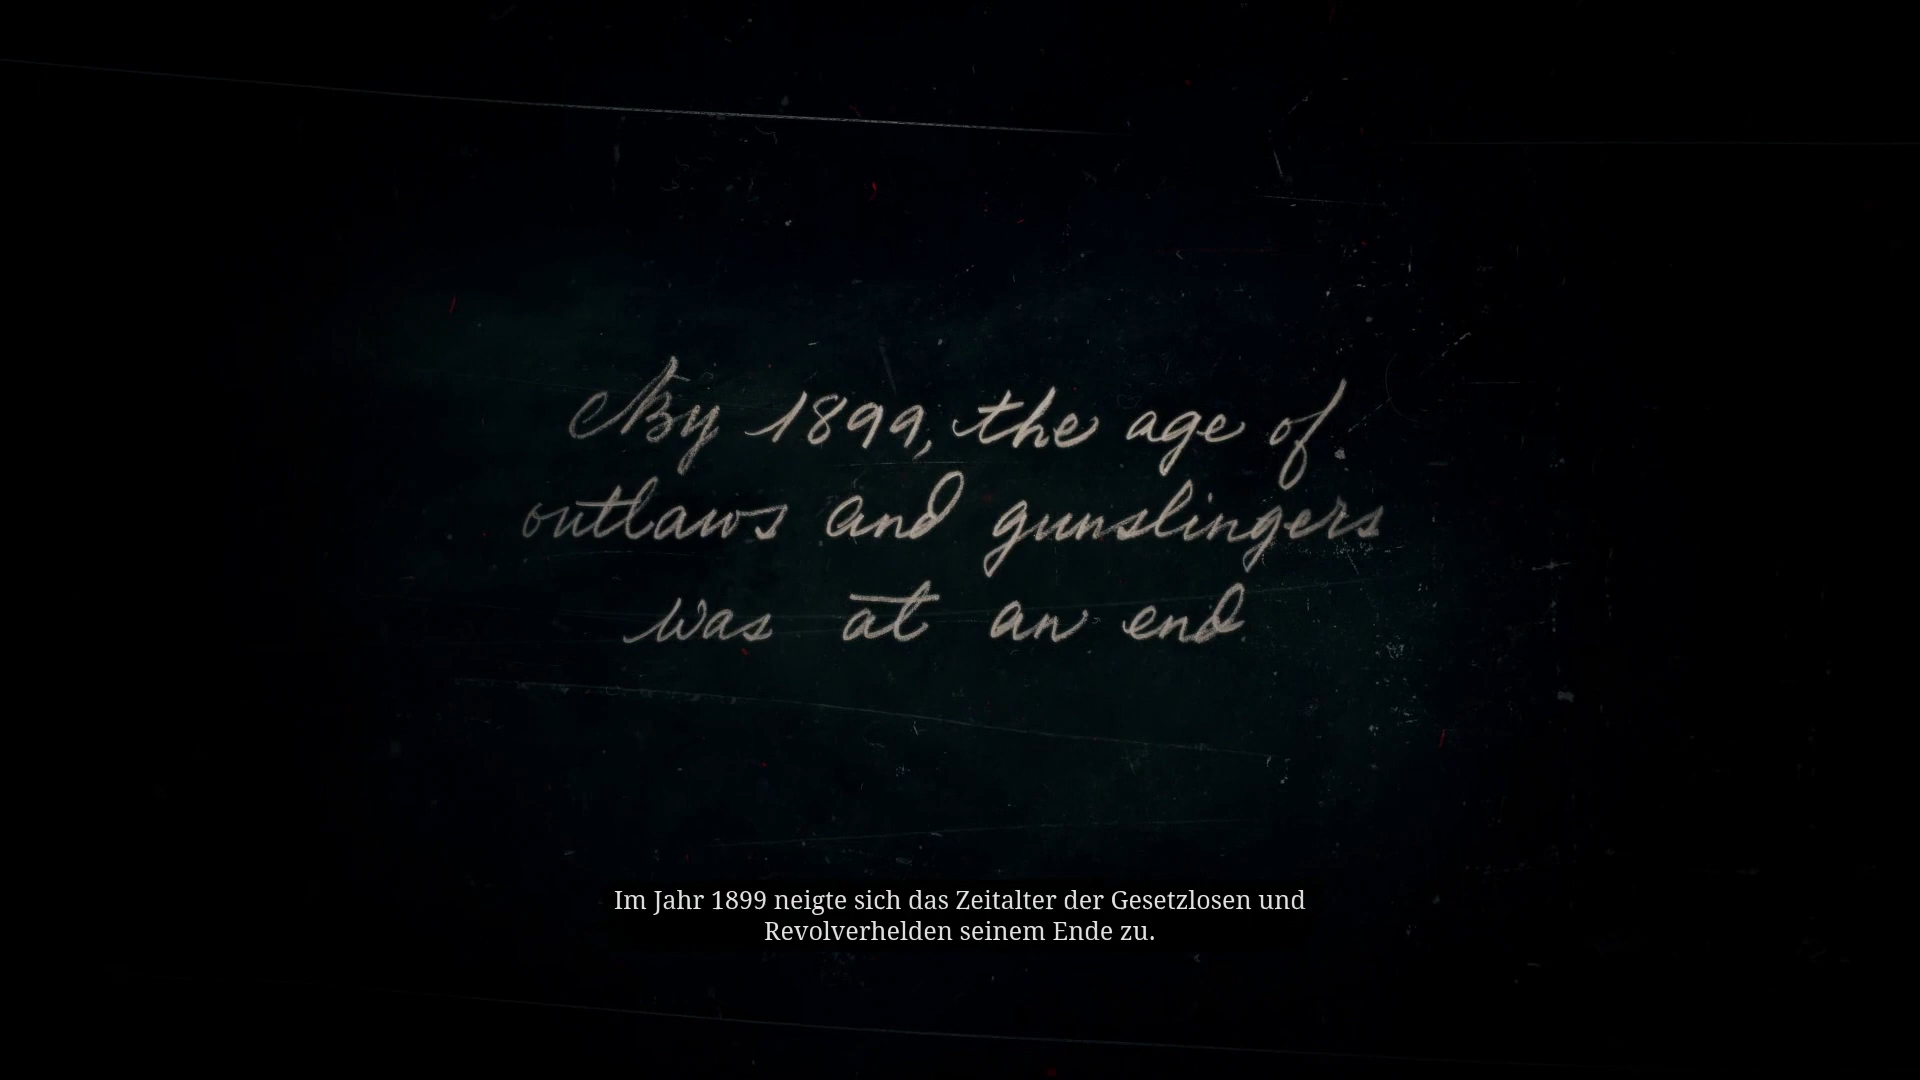 By 1899, the age of
outlaws and gunslingers
was at an end
Im Jahr 1899 neigte sich das Zeitalter der Gesetzlosen und
Revolverhelden seinem Ende zu.